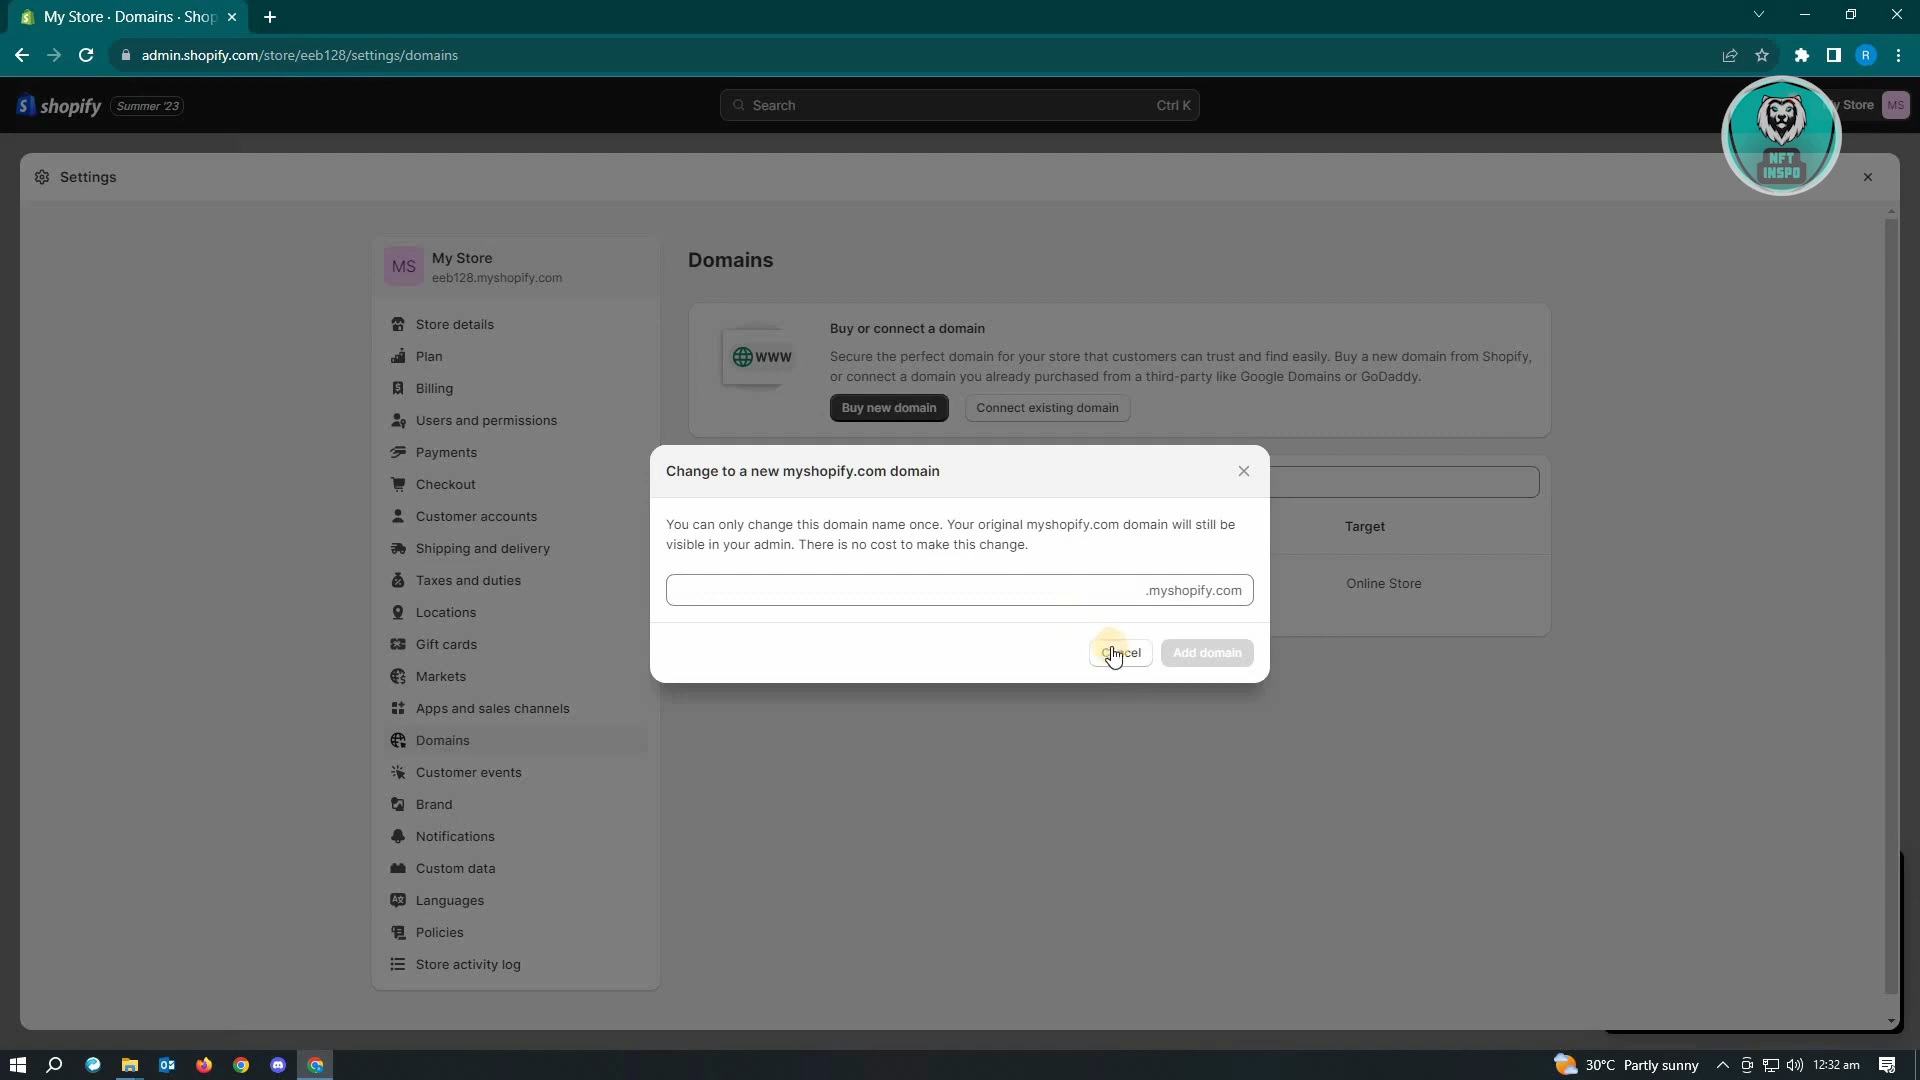 My Store · Domains · Shop
admin.shopify.com/store/eeb128/settings/domains
R
shopify
Summer '23
Search
Ctrl K
My Store
MS
NFT
INSPO
Settings
MS
My Store
eeb128.myshopify.com
Store details
Plan
Billing
Users and permissions
Payments
Checkout
Customer accounts
Shipping and delivery
Taxes and duties
Locations
Gift cards
Markets
Apps and sales channels
Domains
Customer events
Brand
Notifications
Custom data
Languages
Policies
Store activity log
Domains
WWW
Buy or connect a domain
Secure the perfect domain for your store that customers can trust and find easily. Buy a new domain from Shopify,
or connect a domain you already purchased from a third-party like Google Domains or GoDaddy.
Buy new domain
Connect existing domain
Target
Online Store
Change to a new myshopify.com domain
You can only change this domain name once. Your original myshopify.com domain will still be
visible in your admin. There is no cost to make this change.
.myshopify.com
Cancel
Add domain
30°C Partly sunny
12:32 am